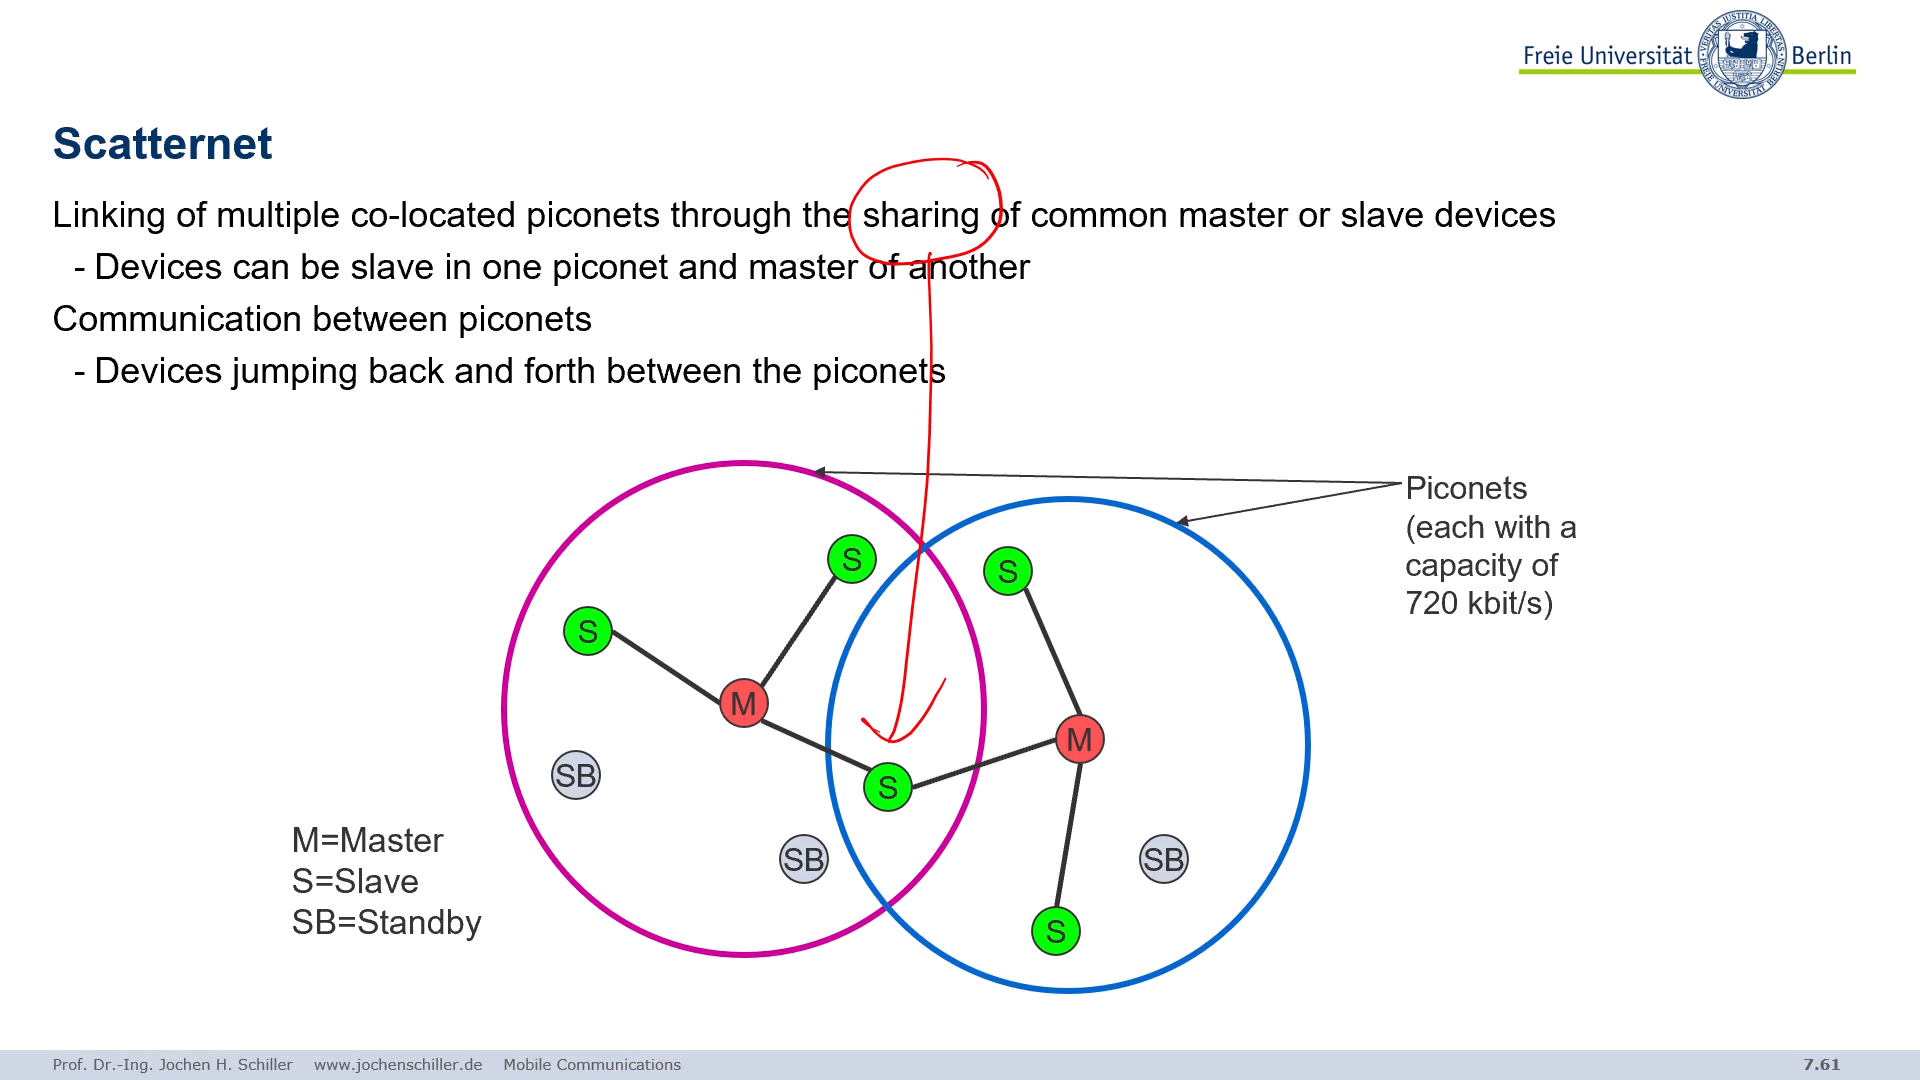 Freie Universität Berlin
Scatternet
Linking of multiple co-located piconets through the sharing of common master or slave devices
- Devices can be slave in one piconet and master of another
Communication between piconets
- Devices jumping back and forth between the piconets
Piconets
(each with a
capacity of
720 kbit/s)
S
S
S
M
M
S
SB
SB
SB
S
M=Master
S=Slave
SB=Standby
Prof. Dr.-Ing. Jochen H. Schiller www.jochenschiller.de Mobile Communications 7.61